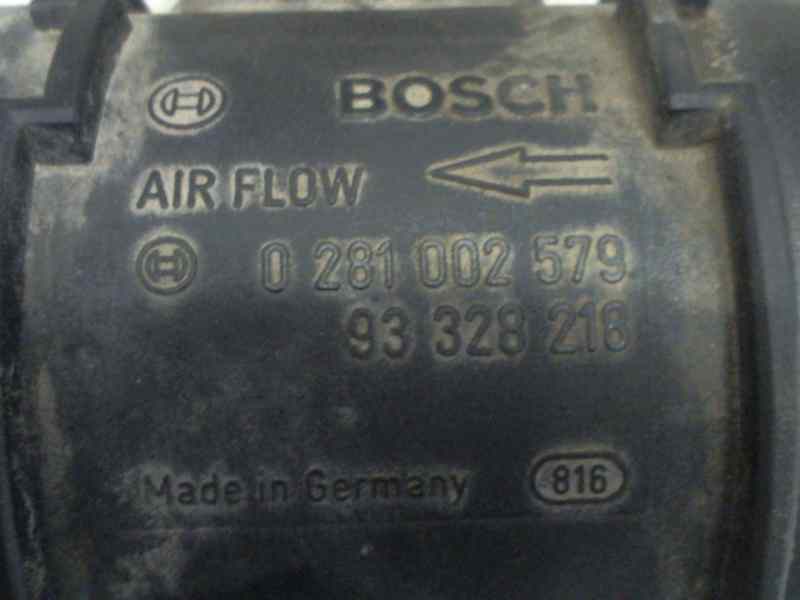 BOSCH
AIR FLOW
0 281 002 579
93 328 216
Made in Germany 816